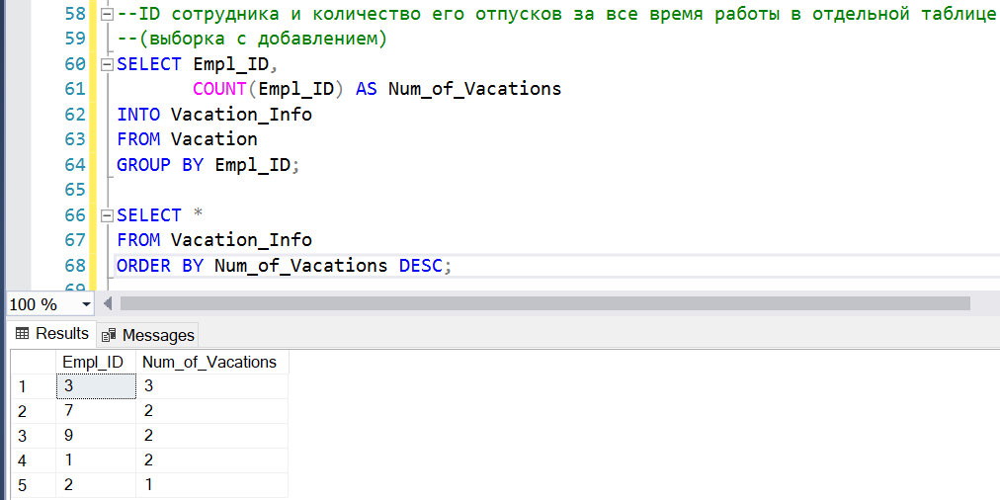 58 --ID сотрудника и количество его отпусков за все время работы в отдельной таблице
59 --(выборка с добавлением)
60 SELECT Empl_ID,
61 COUNT(Empl_ID) AS Num_of_Vacations
62 INTO Vacation_Info
63 FROM Vacation
64 GROUP BY Empl_ID;
65
66 SELECT *
67 FROM Vacation_Info
68 ORDER BY Num_of_Vacations DESC;
69
100 %
Results Messages
Empl_ID Num_of_Vacations
1 3 3
2 7 2
3 9 2
4 1 2
5 2 1